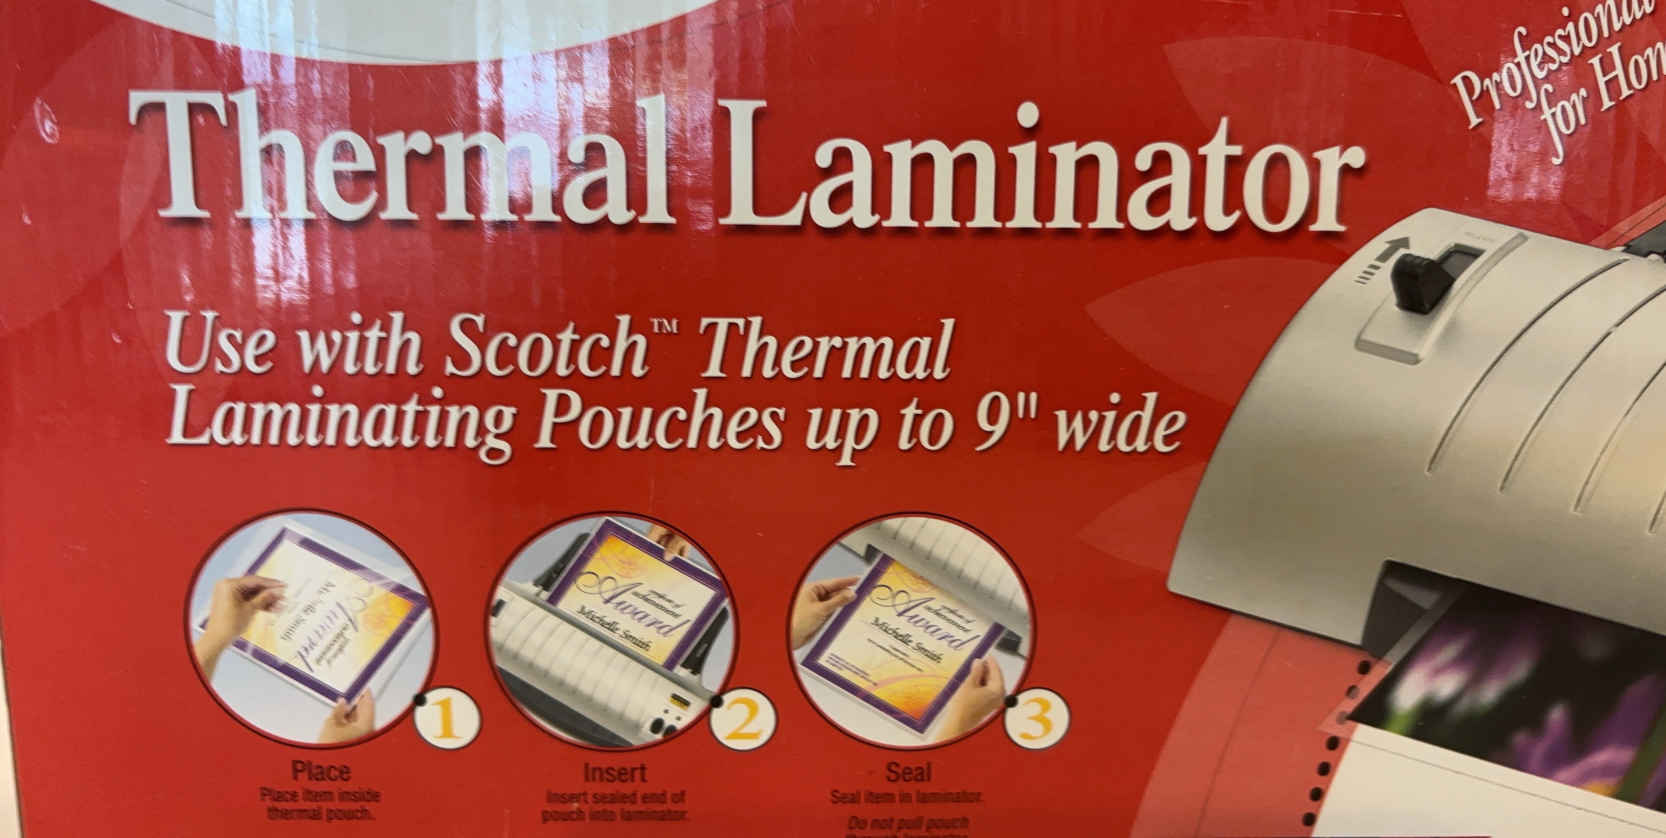 Professional
for Hom
Thermal Laminator
Use with Scotch™ Thermal
Laminating Pouches up to 9" wide
Award
Michelle Smith
Award
Michelle Smith
1
2
3
Place
Place item inside
thermal pouch.
Insert
Insert sealed end of
pouch into laminator.
Seal
Seal item in laminator.
Do not pull pouch